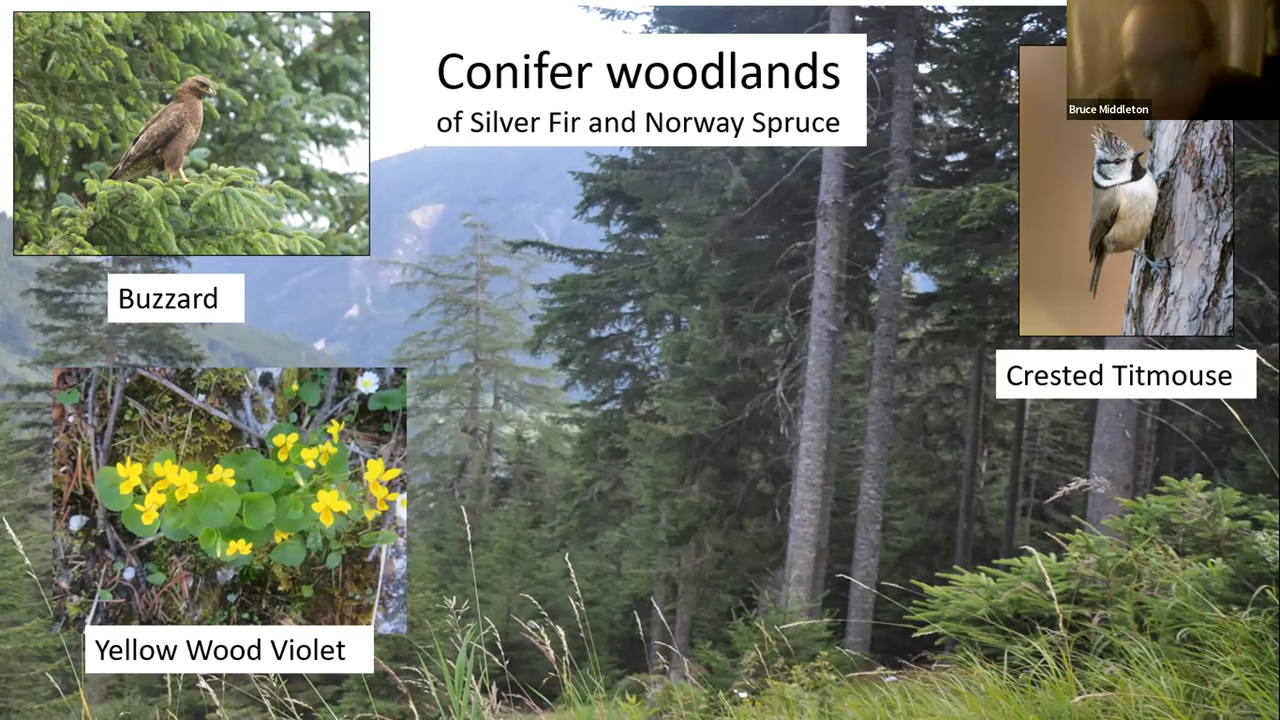 Conifer woodlands
of Silver Fir and Norway Spruce
Bruce Middleton
Buzzard
Crested Titmouse
Yellow Wood Violet